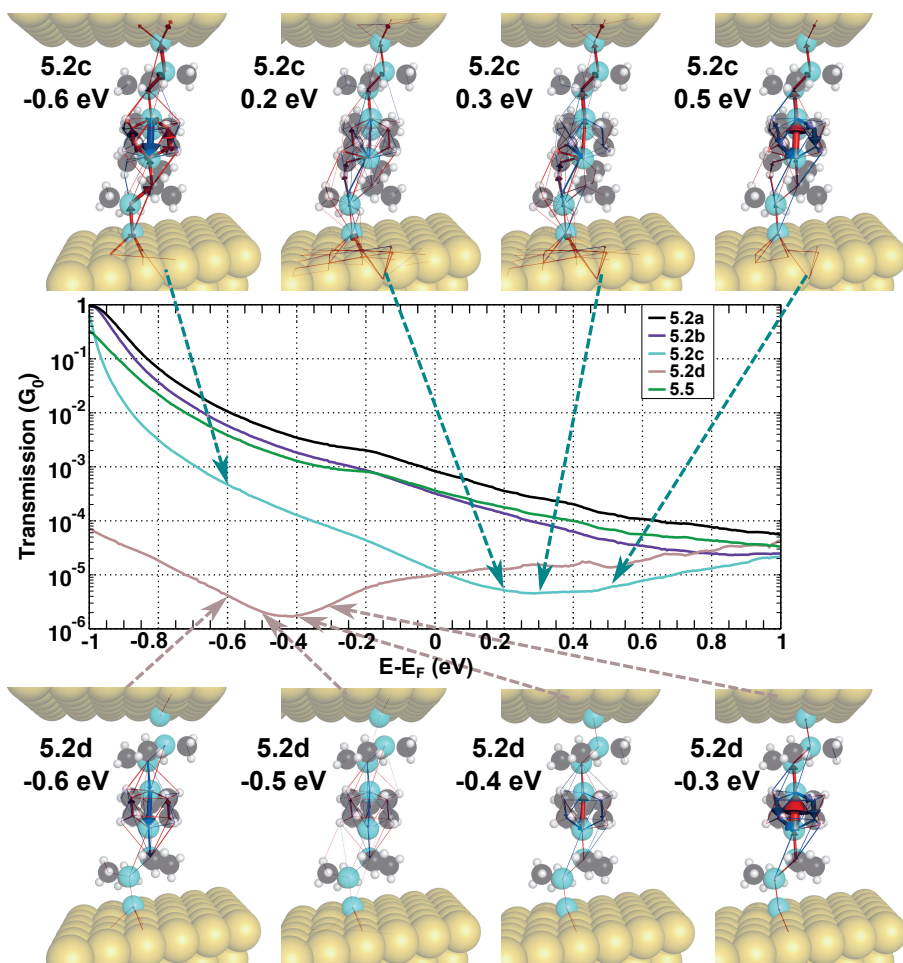 5.2c
-0.6 eV
5.2c
0.2 eV
5.2c
0.3 eV
5.2c
0.5 eV
Transmission (G0)
10-1
10-2
10-3
10-4
10-5
10-6
5.2a
5.2b
5.2c
5.2d
5.5
-1 -0.8 -0.6 -0.4 -0.2 0 0.2 0.4 0.6 0.8 1
E-EF (eV)
5.2d
-0.6 eV
5.2d
-0.5 eV
5.2d
-0.4 eV
5.2d
-0.3 eV